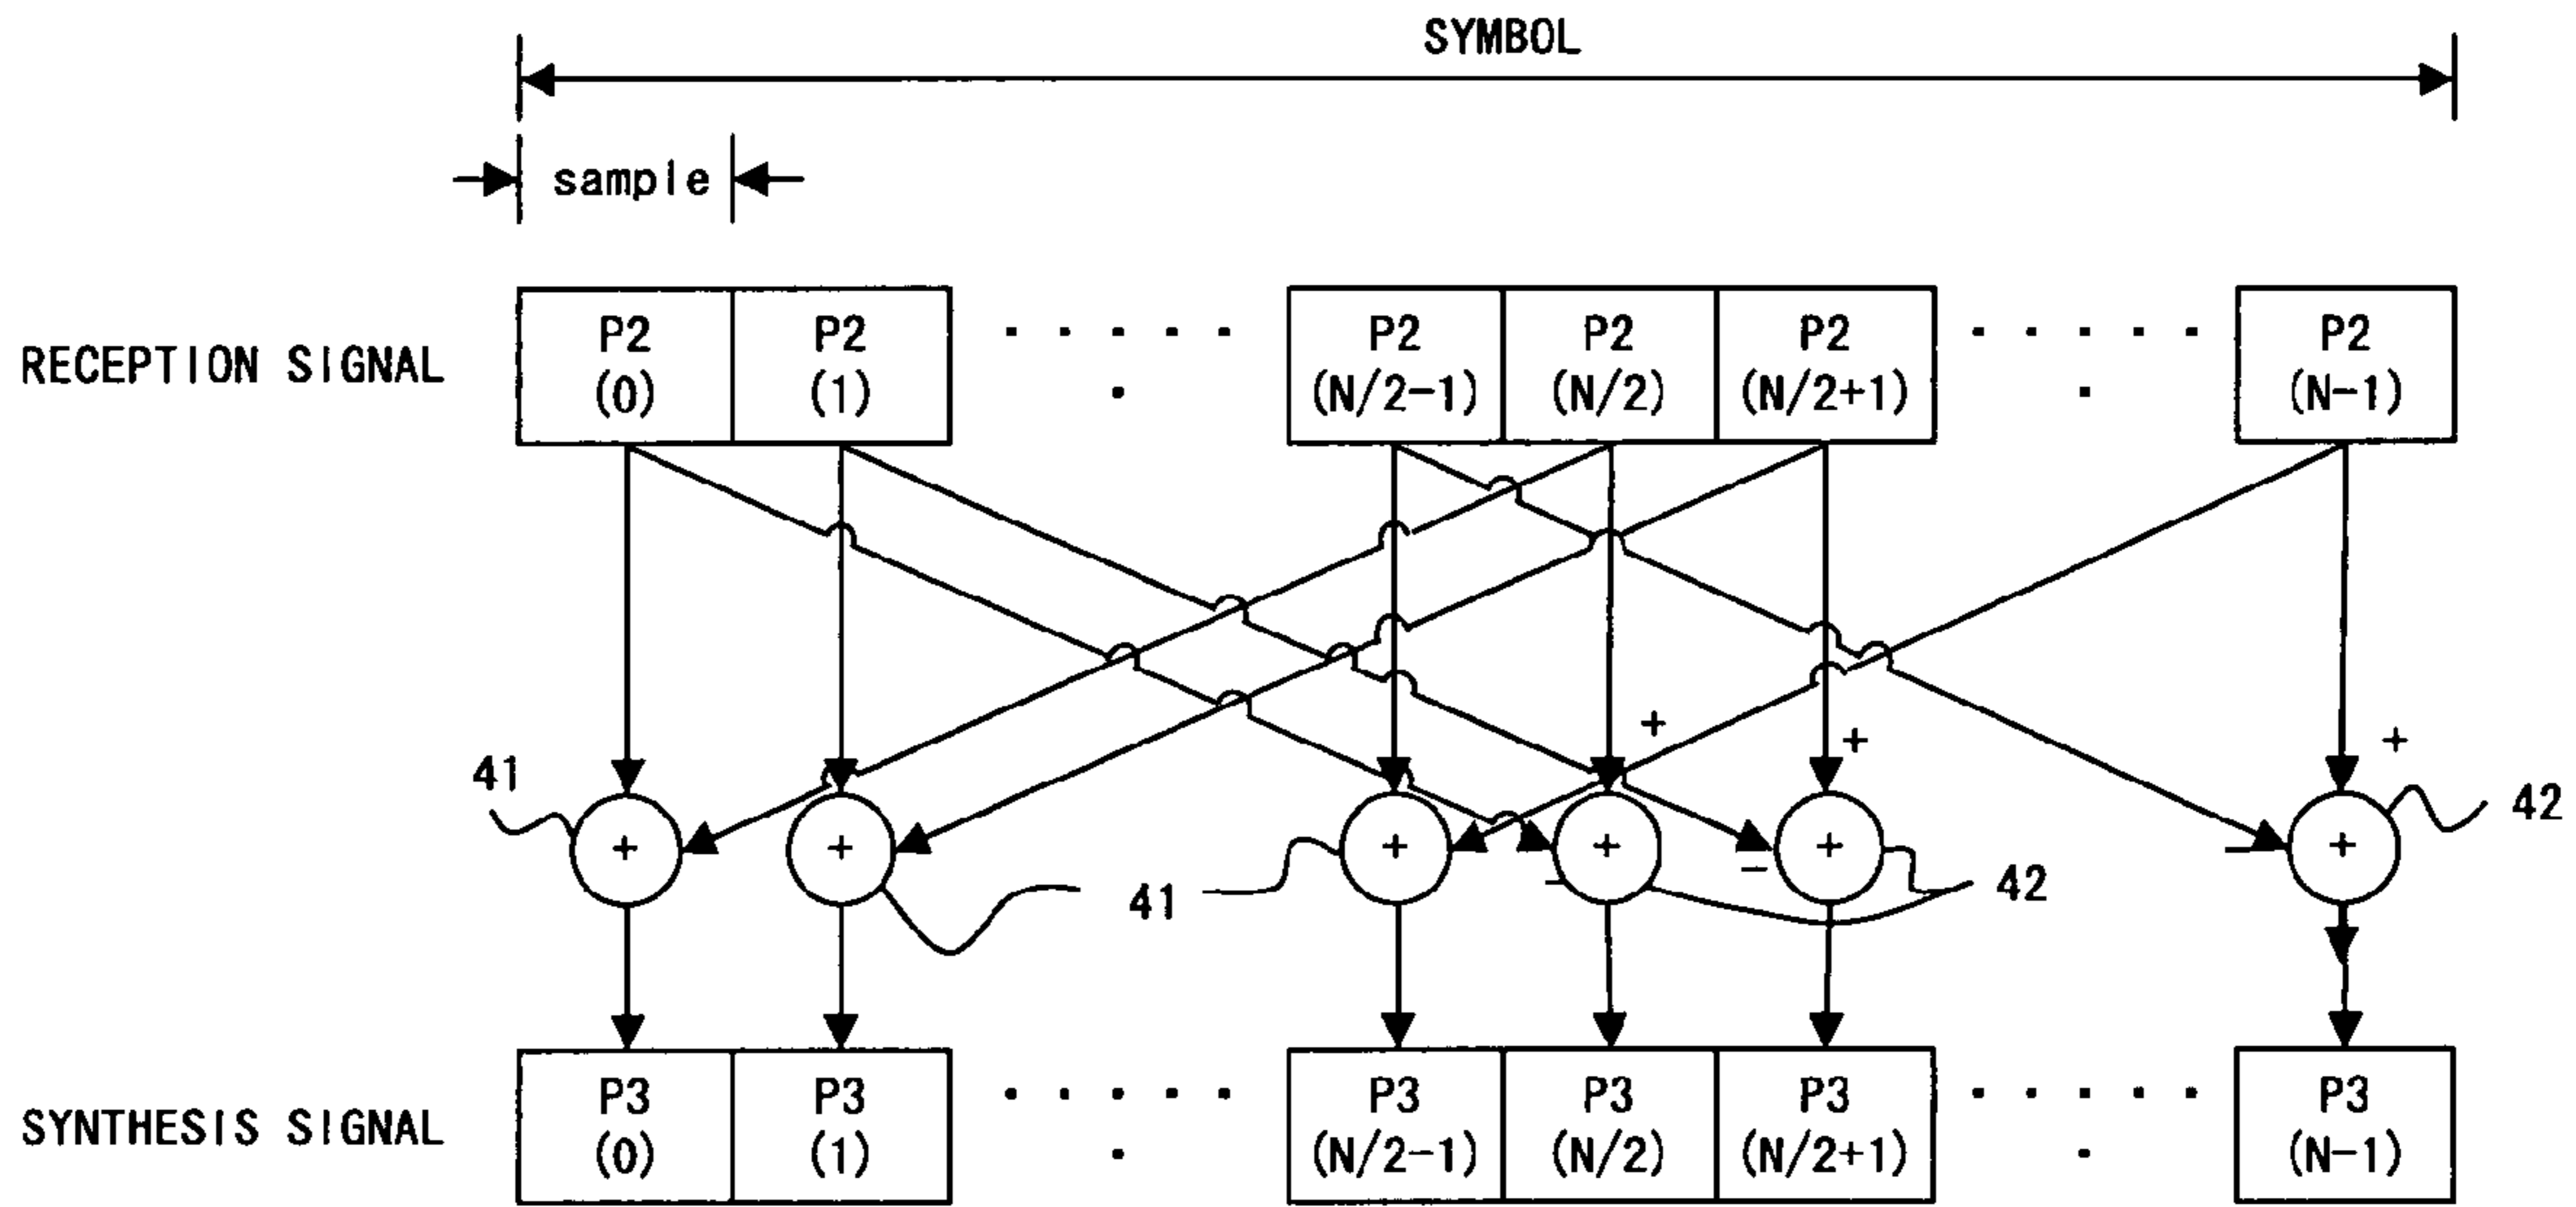 SYMBOL
sample
RECEPTION SIGNAL
P2 (0)
P2 (1)
. . . . . .
P2 (N/2-1)
P2 (N/2)
P2 (N/2+1)
. . . . . .
P2 (N-1)
+
+
+
41
+
+
+
+
+
+
42
-
-
-
41
42
SYNTHESIS SIGNAL
P3 (0)
P3 (1)
. . . . . .
P3 (N/2-1)
P3 (N/2)
P3 (N/2+1)
. . . . . .
P3 (N-1)